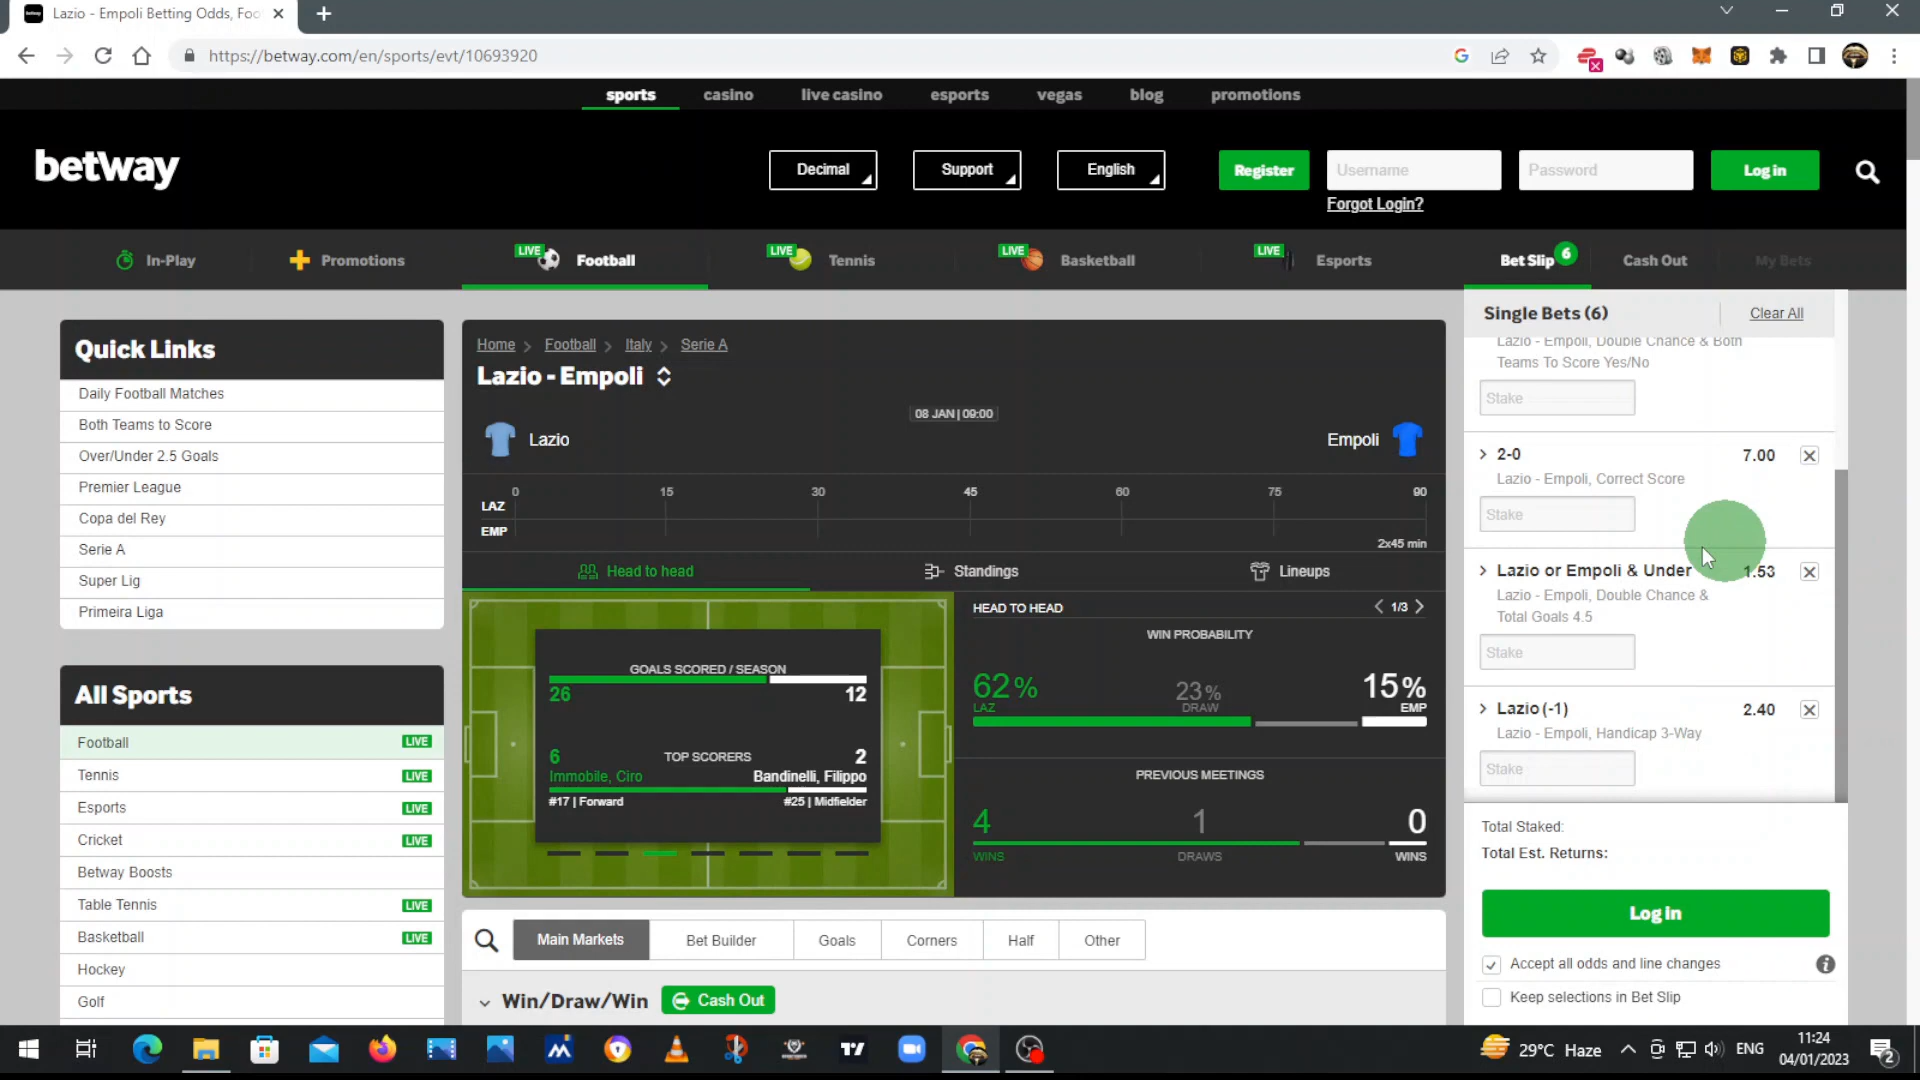 Lazio - Empoli Betting Odds, Foo
https://betway.com/en/sports/evt/10693920
sports casino live casino esports vegas blog promotions
betway
Decimal Support English Register Username Password Log in
Forgot Login?
In-Play Promotions LIVE Football LIVE Tennis LIVE Basketball LIVE Esports Bet Slip 6 Cash Out My Bets
Quick Links
Daily Football Matches
Both Teams to Score
Over/Under 2.5 Goals
Premier League
Copa del Rey
Serie A
Super Lig
Primeira Liga
All Sports
Football LIVE
Tennis LIVE
Esports LIVE
Cricket LIVE
Betway Boosts
Table Tennis LIVE
Basketball LIVE
Hockey
Golf
Home > Football > Italy > Serie A
Lazio - Empoli
08 JAN | 09:00
Lazio Empoli
0 15 30 45 60 75 90
LAZ
EMP
2x45 min
Head to head Standings Lineups
GOALS SCORED / SEASON
26 12
6 TOP SCORERS 2
Immobile, Ciro Bandinelli, Filippo
#17 | Forward #25 | Midfielder
HEAD TO HEAD < 1/3 >
WIN PROBABILITY
62% 23% 15%
LAZ DRAW EMP
PREVIOUS MEETINGS
4 1 0
WINS DRAWS WINS
Main Markets Bet Builder Goals Corners Half Other
Win/Draw/Win Cash Out
Single Bets (6) Clear All
Lazio - Empoli, Double Chance & Both
Teams To Score Yes/No
Stake
2-0 7.00
Lazio - Empoli, Correct Score
Stake
Lazio or Empoli & Under 1.53
Lazio - Empoli, Double Chance &
Total Goals 4.5
Stake
Lazio (-1) 2.40
Lazio - Empoli, Handicap 3-Way
Stake
Total Staked:
Total Est. Returns:
Log in
Accept all odds and line changes
Keep selections in Bet Slip
29°C Haze ENG 11:24
04/01/2023 2